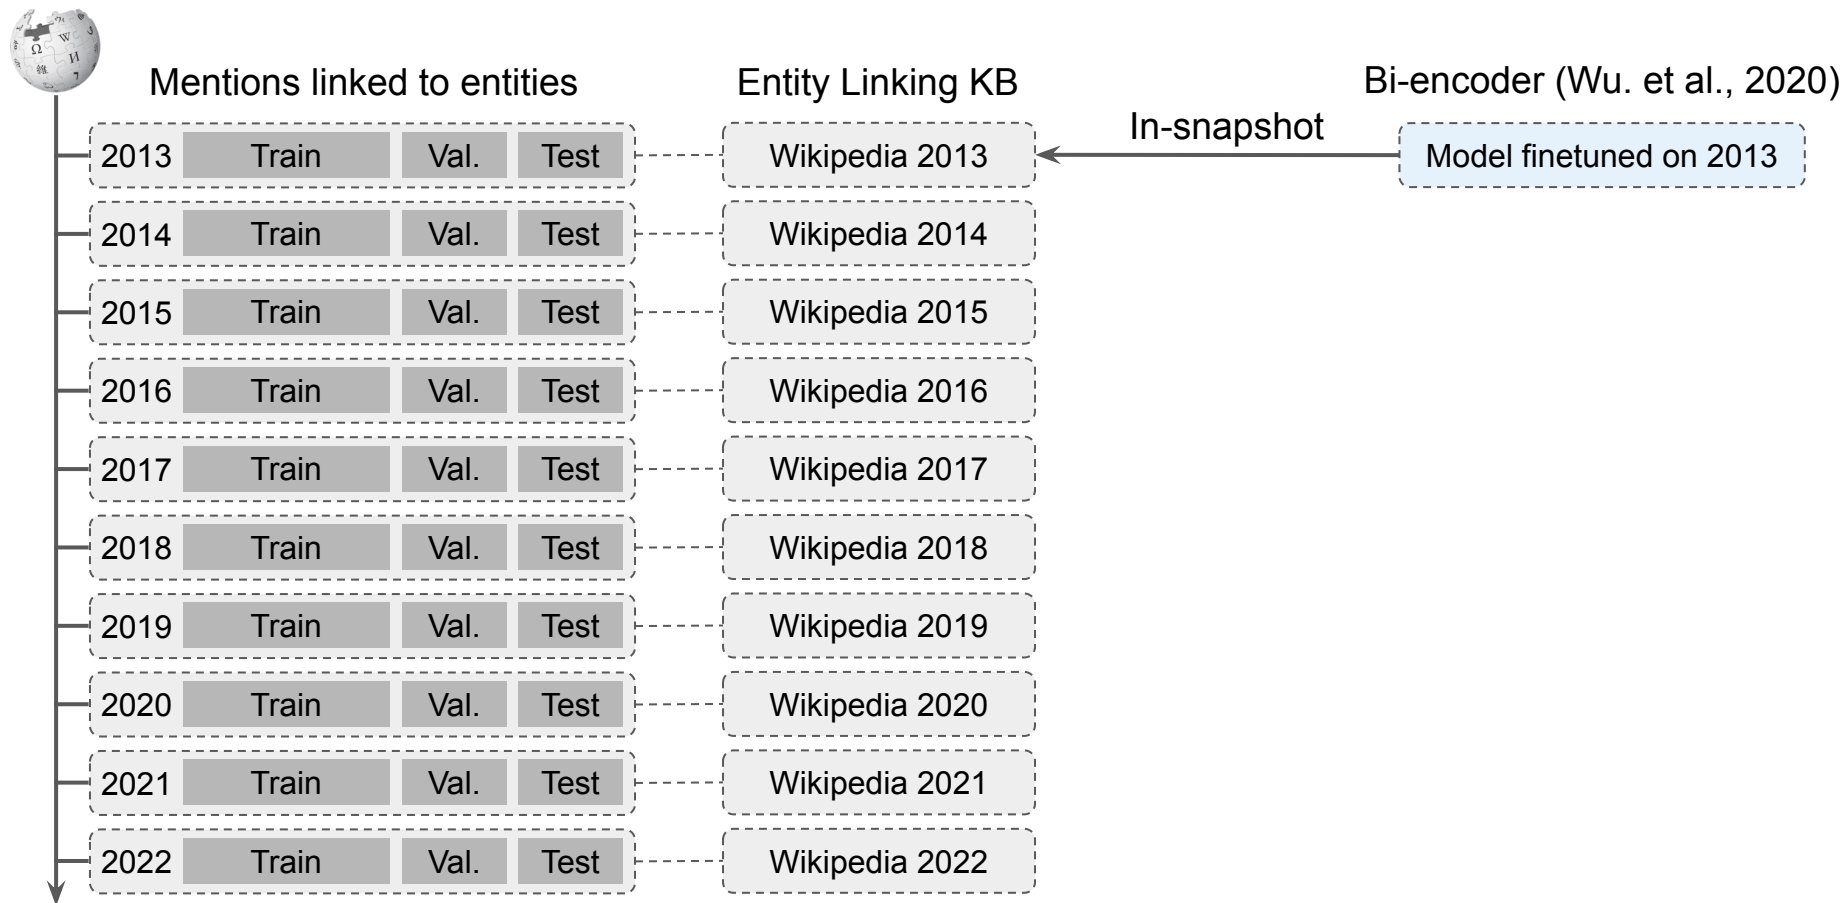 Mentions linked to entities
Entity Linking KB
Bi-encoder (Wu. et al., 2020)
In-snapshot
2013 Train Val. Test Wikipedia 2013 Model finetuned on 2013
2014 Train Val. Test Wikipedia 2014
2015 Train Val. Test Wikipedia 2015
2016 Train Val. Test Wikipedia 2016
2017 Train Val. Test Wikipedia 2017
2018 Train Val. Test Wikipedia 2018
2019 Train Val. Test Wikipedia 2019
2020 Train Val. Test Wikipedia 2020
2021 Train Val. Test Wikipedia 2021
2022 Train Val. Test Wikipedia 2022